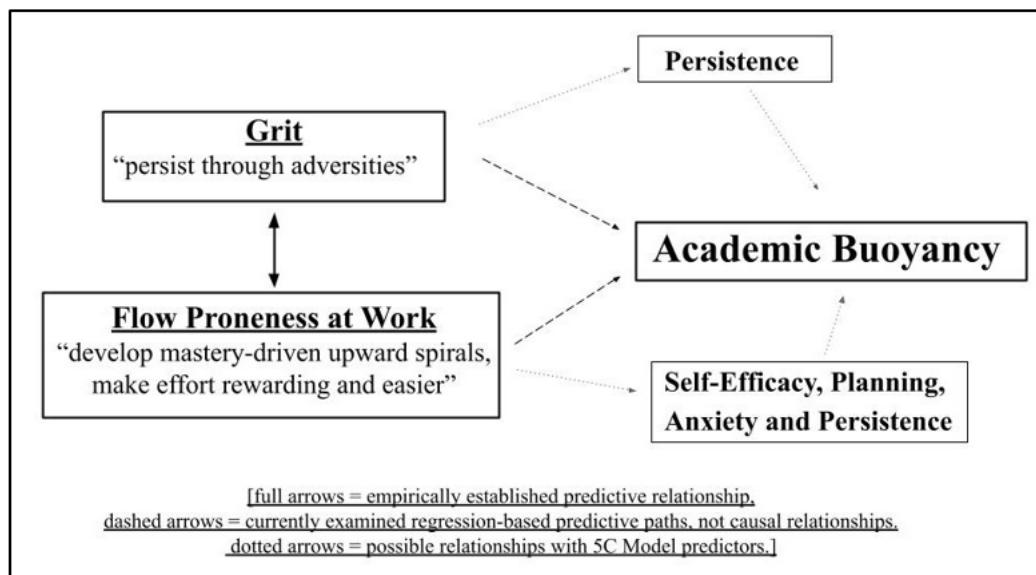 Persistence
Grit
“persist through adversities”
Academic Buoyancy
Flow Proneness at Work
“develop mastery-driven upward spirals,
make effort rewarding and easier”
Self-Efficacy, Planning,
Anxiety and Persistence
[full arrows = empirically established predictive relationship,
dashed arrows = currently examined regression-based predictive paths, not causal relationships.
dotted arrows = possible relationships with 5C Model predictors.]